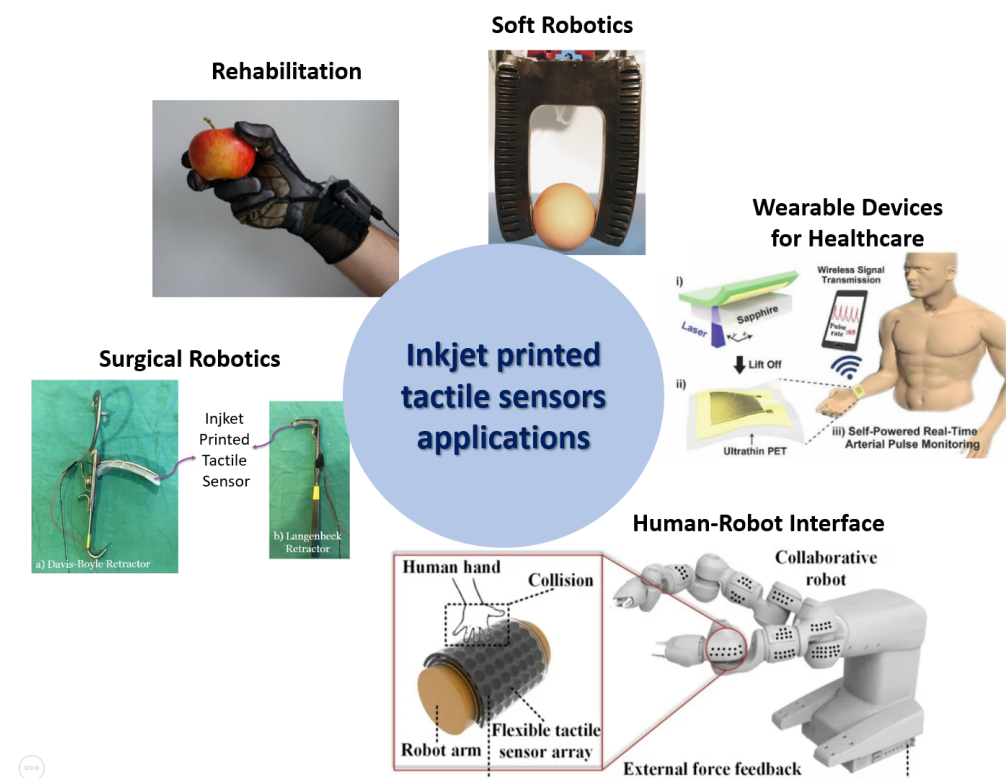 Soft Robotics
Rehabilitation
Wearable Devices
for Healthcare
i)
Sapphire
Laser
Lift Off
ii)
Ultrathin PET
Wireless Signal
Transmission
Pulse
rate
iii) Self-Powered Real-Time
Arterial Pulse Monitoring
Inkjet printed
tactile sensors
applications
Surgical Robotics
Injket
Printed
Tactile
Sensor
a) Davis-Boyle Retractor
b) Langenbeck
Retractor
Human-Robot Interface
Human hand
Collision
Robot arm
Flexible tactile
sensor array
Collaborative
robot
External force feedback